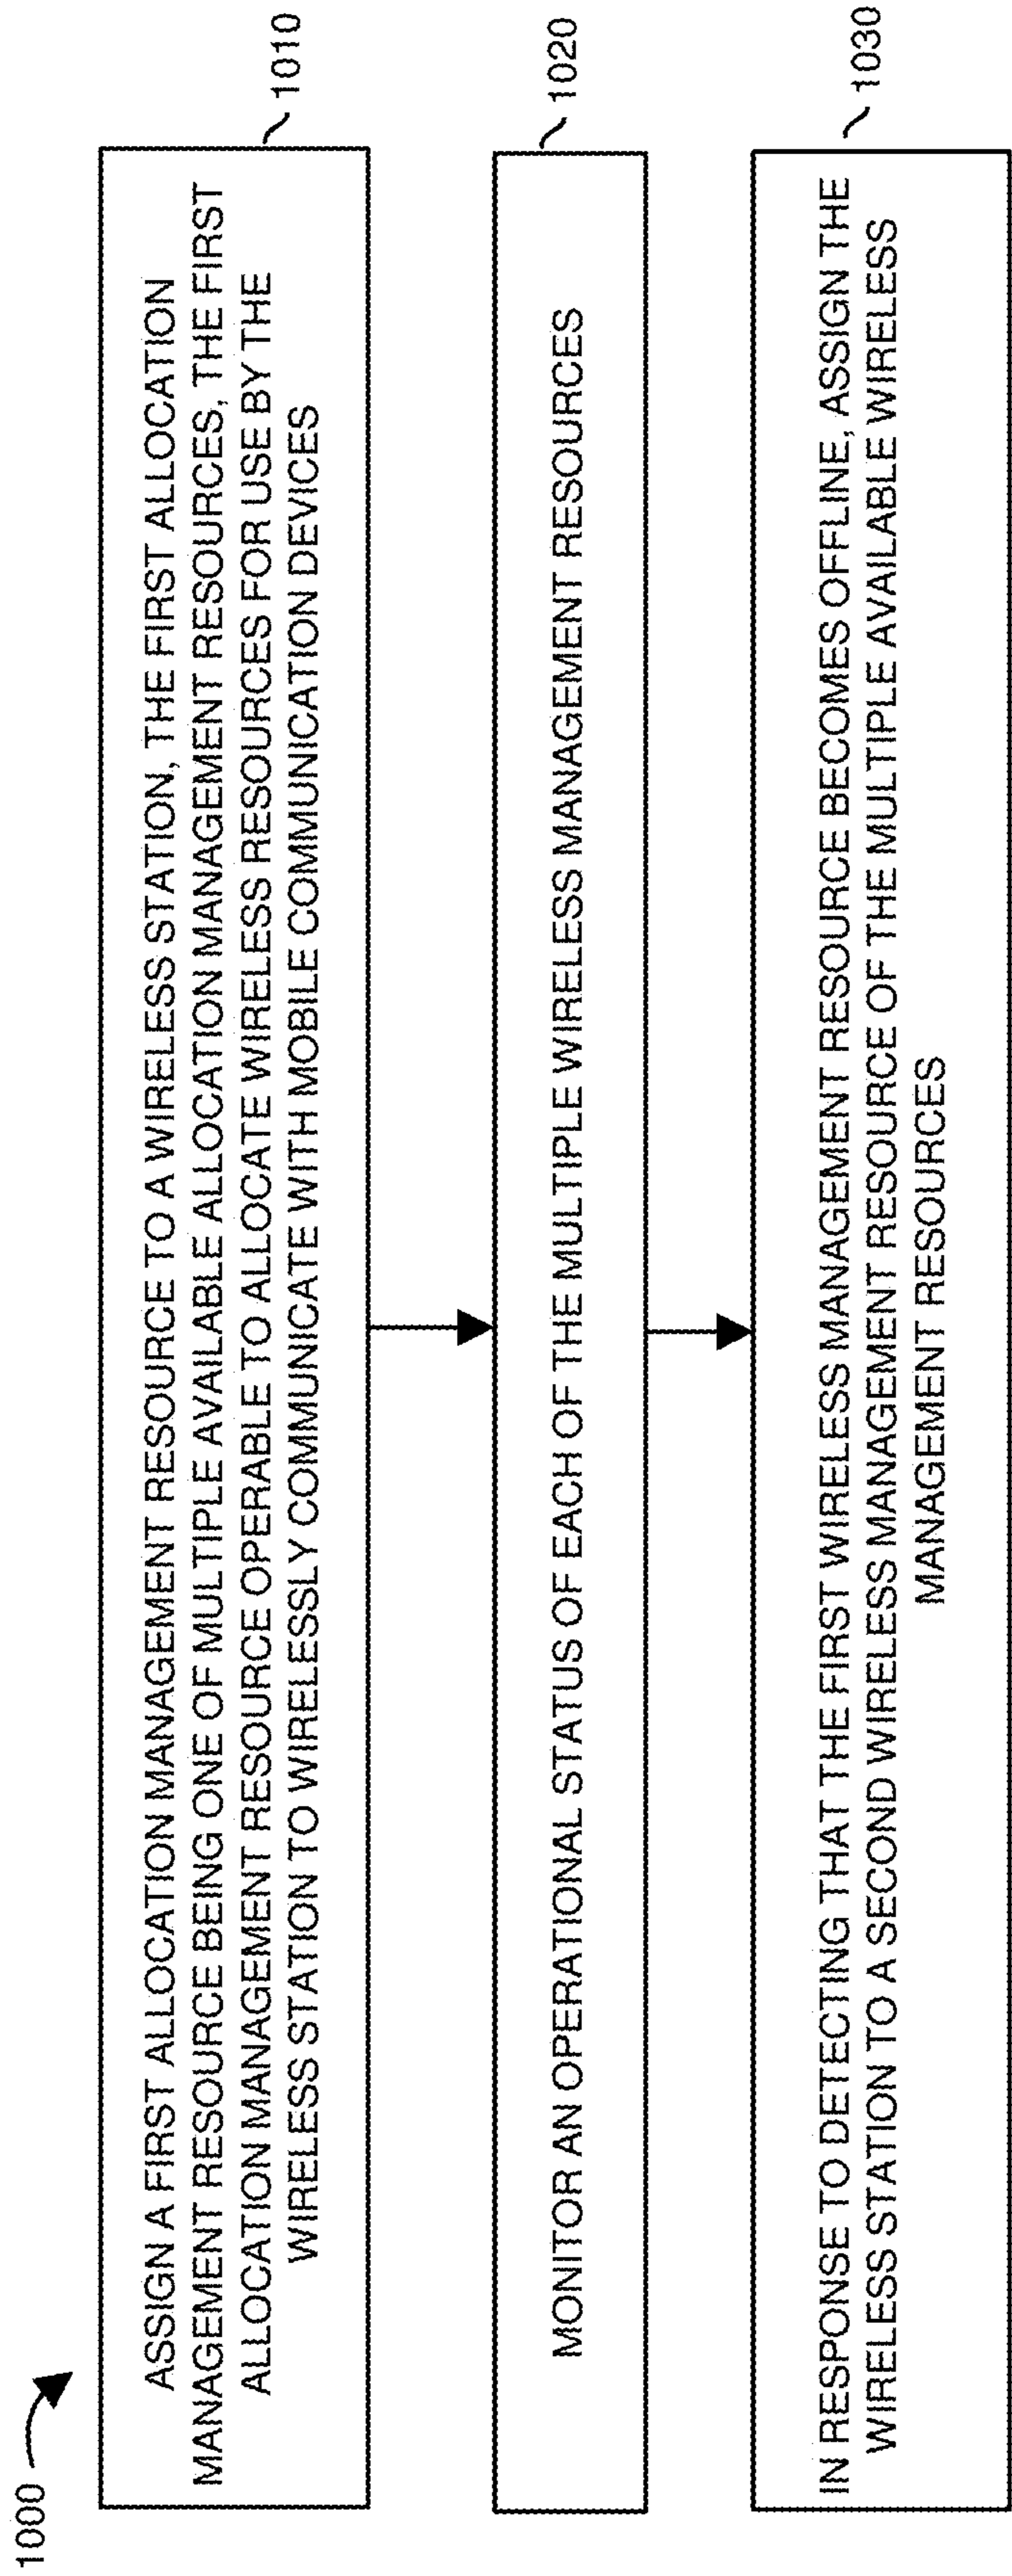 1000
ASSIGN A FIRST ALLOCATION MANAGEMENT RESOURCE TO A WIRELESS STATION, THE FIRST ALLOCATION
MANAGEMENT RESOURCE BEING ONE OF MULTIPLE AVAILABLE ALLOCATION MANAGEMENT RESOURCES, THE FIRST
ALLOCATION MANAGEMENT RESOURCE OPERABLE TO ALLOCATE WIRELESS RESOURCES FOR USE BY THE
WIRELESS STATION TO WIRELESSLY COMMUNICATE WITH MOBILE COMMUNICATION DEVICES
1010
MONITOR AN OPERATIONAL STATUS OF EACH OF THE MULTIPLE WIRELESS MANAGEMENT RESOURCES
1020
IN RESPONSE TO DETECTING THAT THE FIRST WIRELESS MANAGEMENT RESOURCE BECOMES OFFLINE, ASSIGN THE
WIRELESS STATION TO A SECOND WIRELESS MANAGEMENT RESOURCE OF THE MULTIPLE AVAILABLE WIRELESS
MANAGEMENT RESOURCES
1030